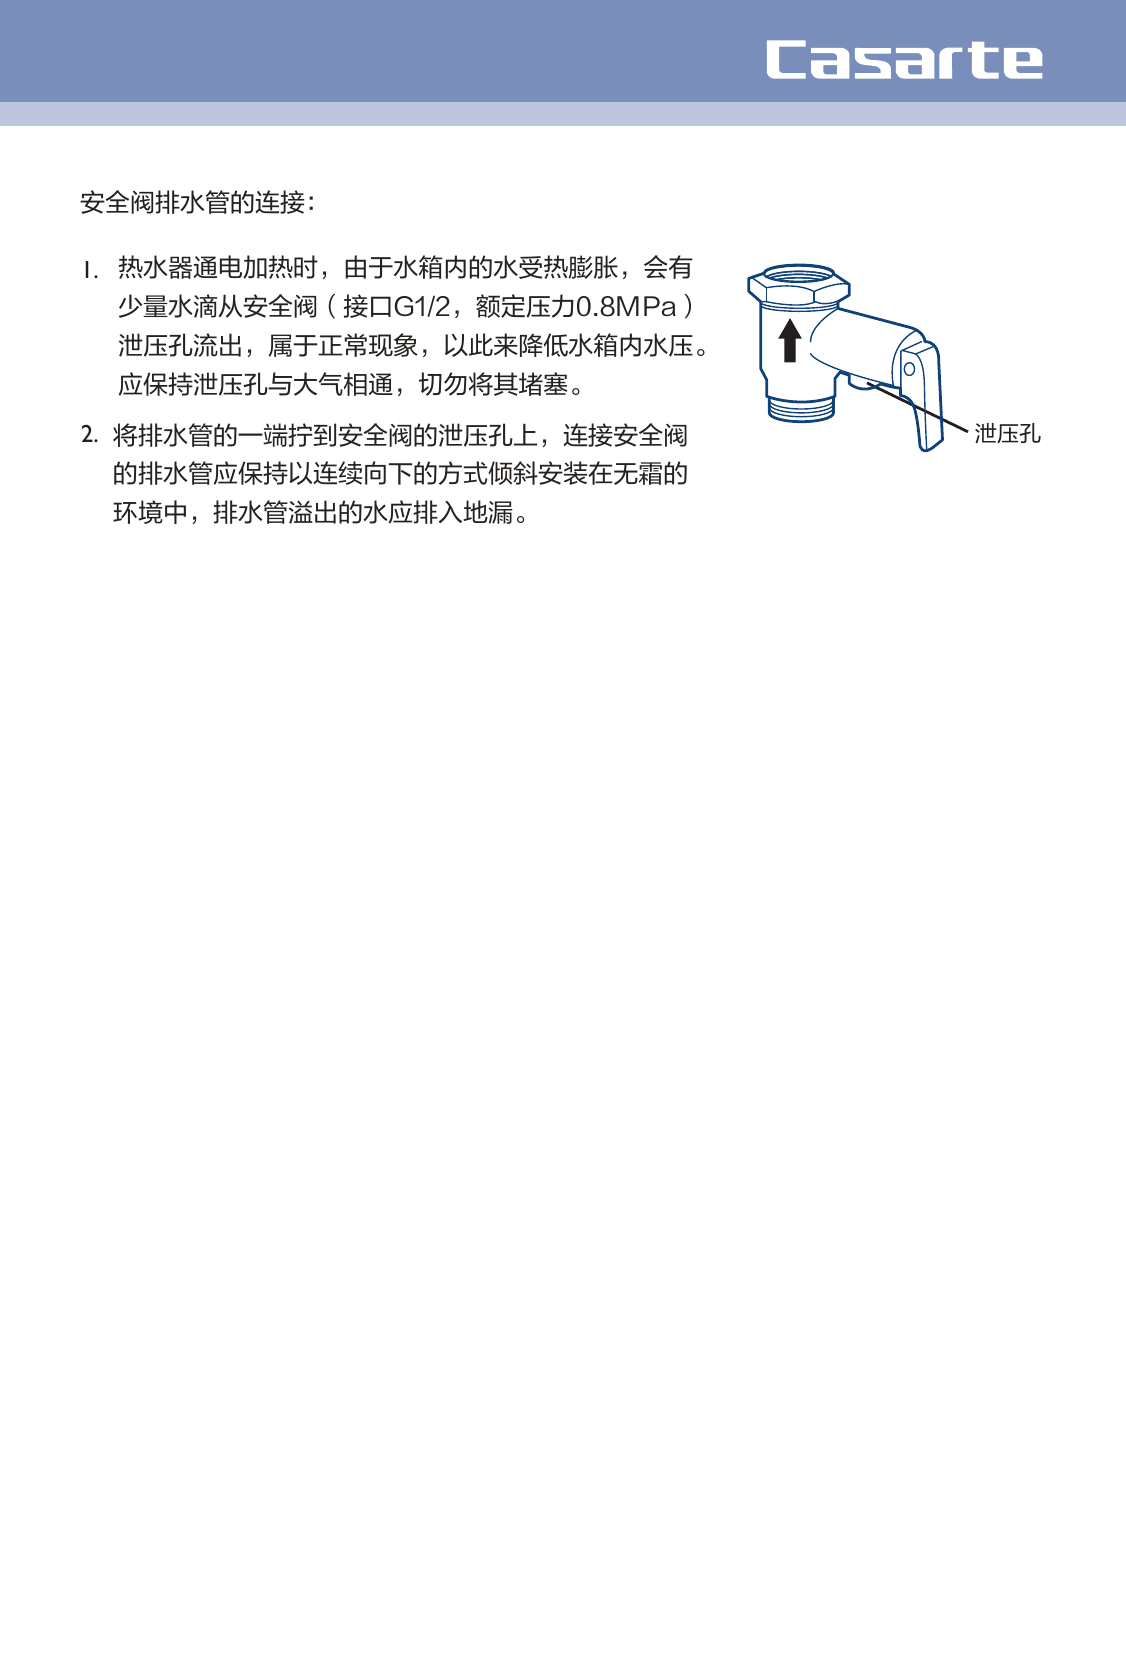 Casarte
安全阀排水管的连接：
1. 热水器通电加热时，由于水箱内的水受热膨胀，会有
少量水滴从安全阀（接口G1/2，额定压力0.8MPa）
泄压孔流出，属于正常现象，以此来降低水箱内水压。
应保持泄压孔与大气相通，切勿将其堵塞。
2. 将排水管的一端拧到安全阀的泄压孔上，连接安全阀
的排水管应保持以连续向下的方式倾斜安装在无霜的
环境中，排水管溢出的水应排入地漏。
泄压孔